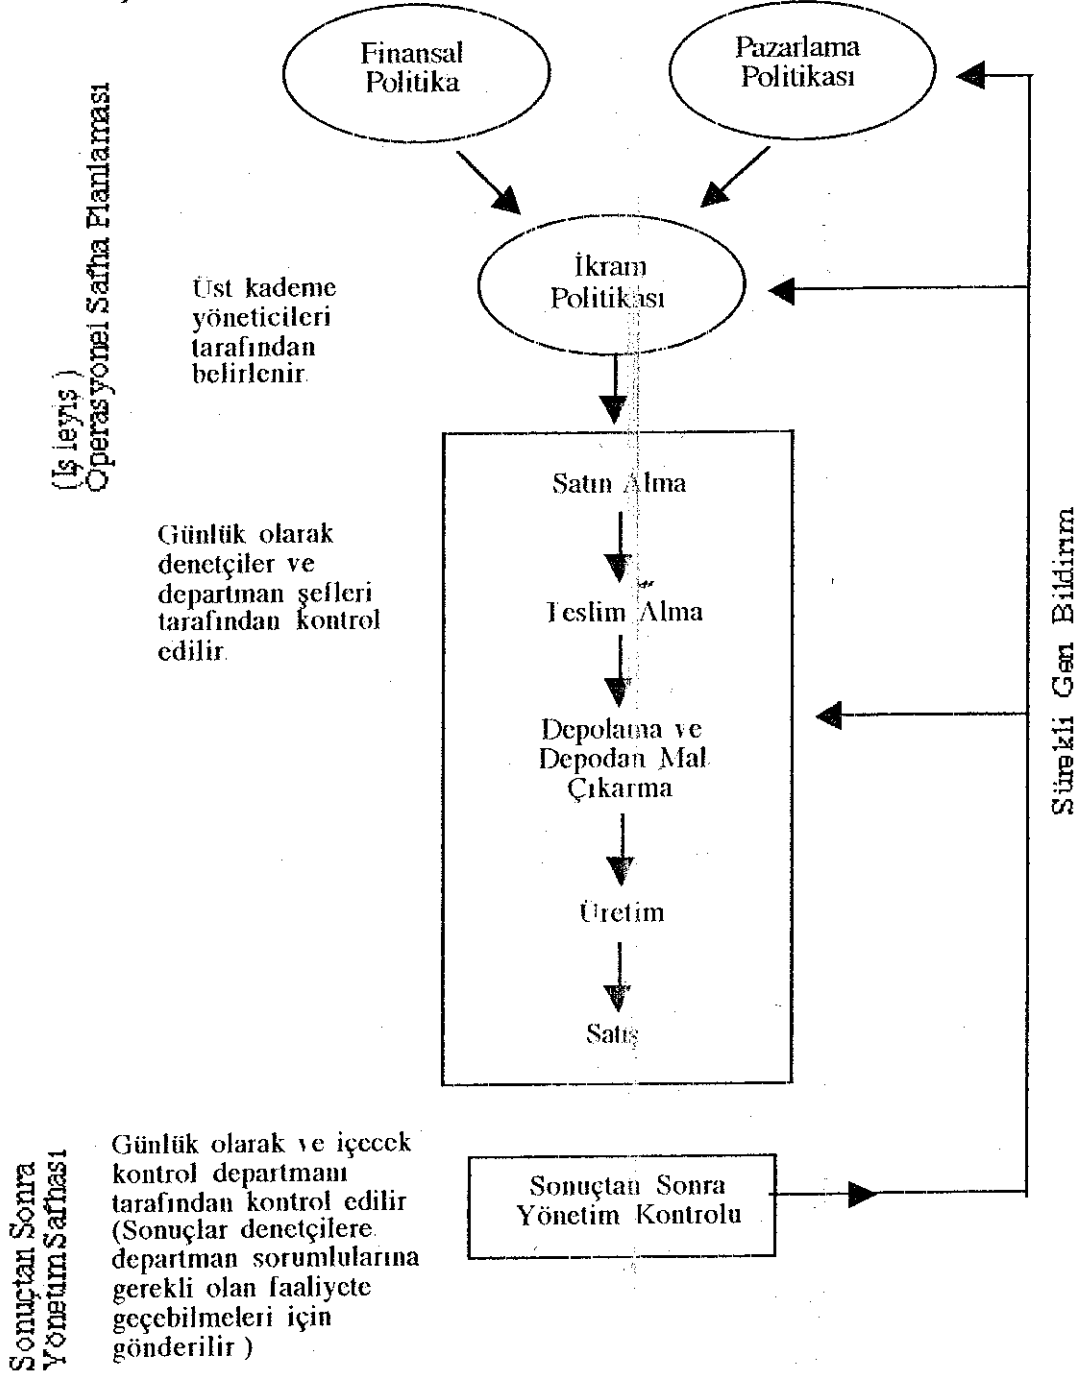 Finansal
Politika
Pazarlama
Politikası
(İşleyiş)
Operasyonel Safha Planlaması
İkram
Politikası
Üst kademe
yöneticileri
tarafından
belirlenir.
Satın Alma
Günlük olarak
denetçiler ve
departman şefleri
tarafından kontrol
edilir.
Teslim Alma
Depolama ve
Depodan Mal
Çıkarma
Üretim
Satış
Sürekli Geri Bildirim
Sonuçtan Sonra
Yönetim Safhası
Günlük olarak ve içecek
kontrol departmanı
tarafından kontrol edilir
(Sonuçlar denetçilere
departman sorumlularına
gerekli olan faaliyete
geçebilmeleri için
gönderilir )
Sonuçtan Sonra
Yönetim Kontrolu